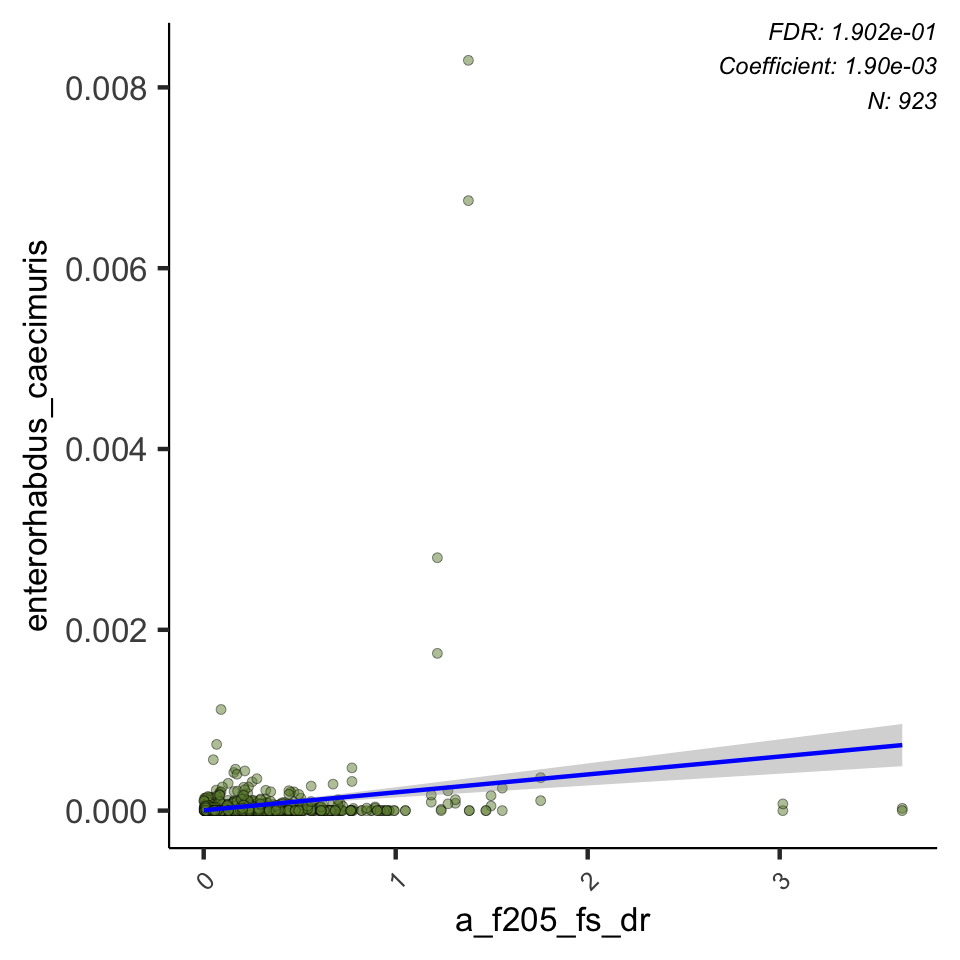 FDR: 1.902e-01
Coefficient: 1.90e-03
N: 923
enterorhabdus_caecimuris
0.008
0.006
0.004
0.002
0.000
0
1
2
3
a_f205_fs_dr